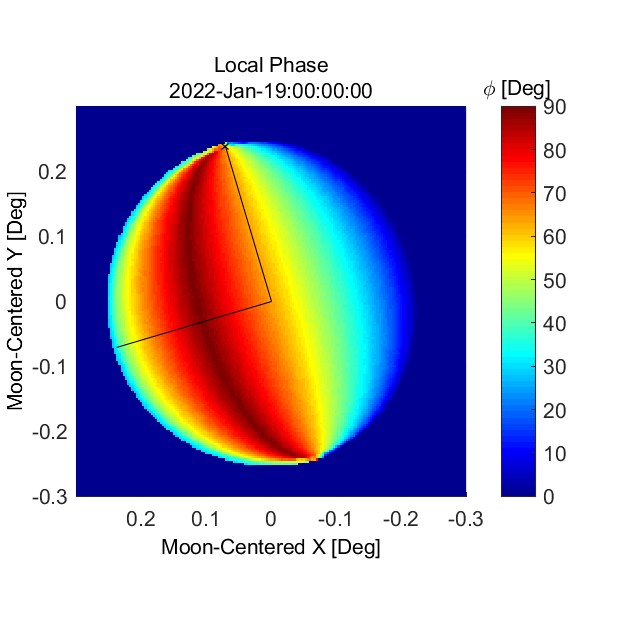 Local Phase
2022-Jan-19:00:00:00:00
ϕ [Deg]
Moon-Centered Y [Deg]
0.2
0.1
0
-0.1
-0.2
-0.3
0.2 0.1 0 -0.1 -0.2 -0.3
Moon-Centered X [Deg]
90
80
70
60
50
40
30
20
10
0